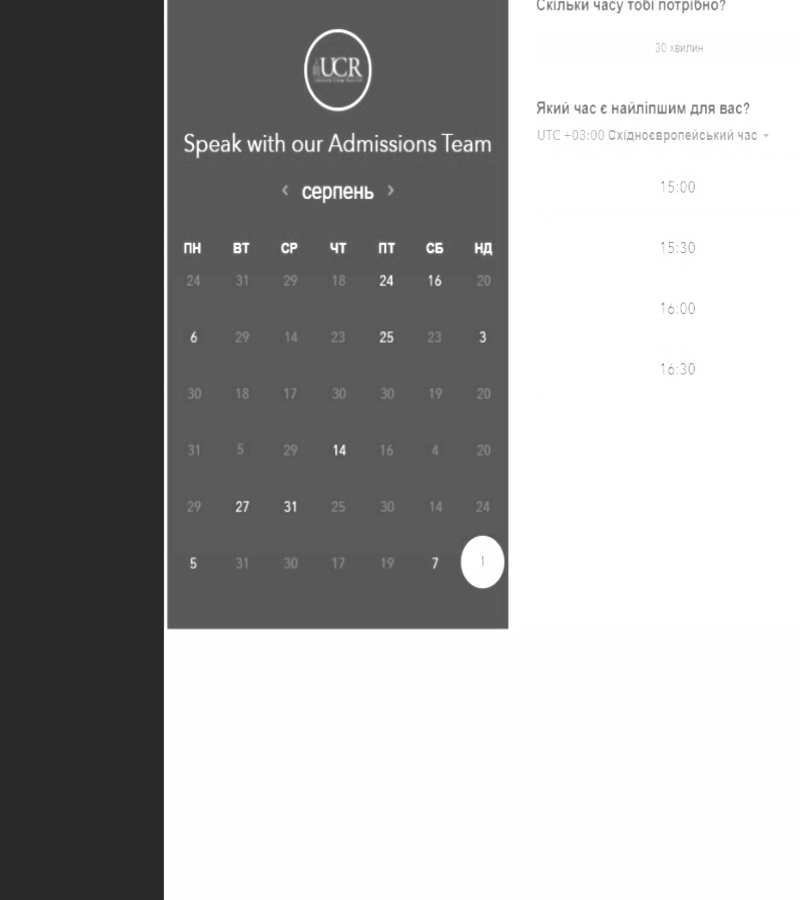 UCR
Speak with our Admissions Team
‹ серпень ›
ПН ВТ СР ЧТ ПТ СБ НД
24 31 29 18 24 16 20
6 29 14 23 25 23 3
30 18 17 30 30 19 20
31 5 29 14 16 4 20
29 27 31 25 30 14 24
5 31 30 17 19 7 1
Скільки часу тобі потрібно?
30 хвилин
Який час є найліпшим для вас?
UTC +03:00 Східноєвропейський час
15:00
15:30
16:00
16:30